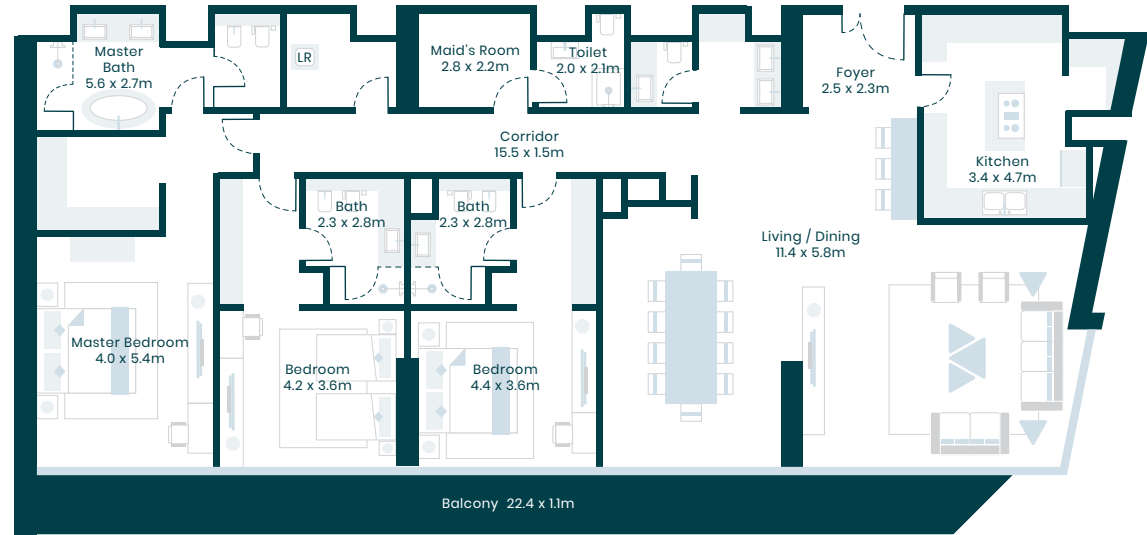 Master
Bath
5.6 x 2.7m
LR
Maid's Room
2.8 x 2.2m
Toilet
2.0 x 2.1m
Foyer
2.5 x 2.3m
Corridor
15.5 x 1.5m
Kitchen
3.4 x 4.7m
Bath
2.3 x 2.8m
Bath
2.3 x 2.8m
Living / Dining
11.4 x 5.8m
Master Bedroom
4.0 x 5.4m
Bedroom
4.2 x 3.6m
Bedroom
4.4 x 3.6m
Balcony 22.4 x 1.1m